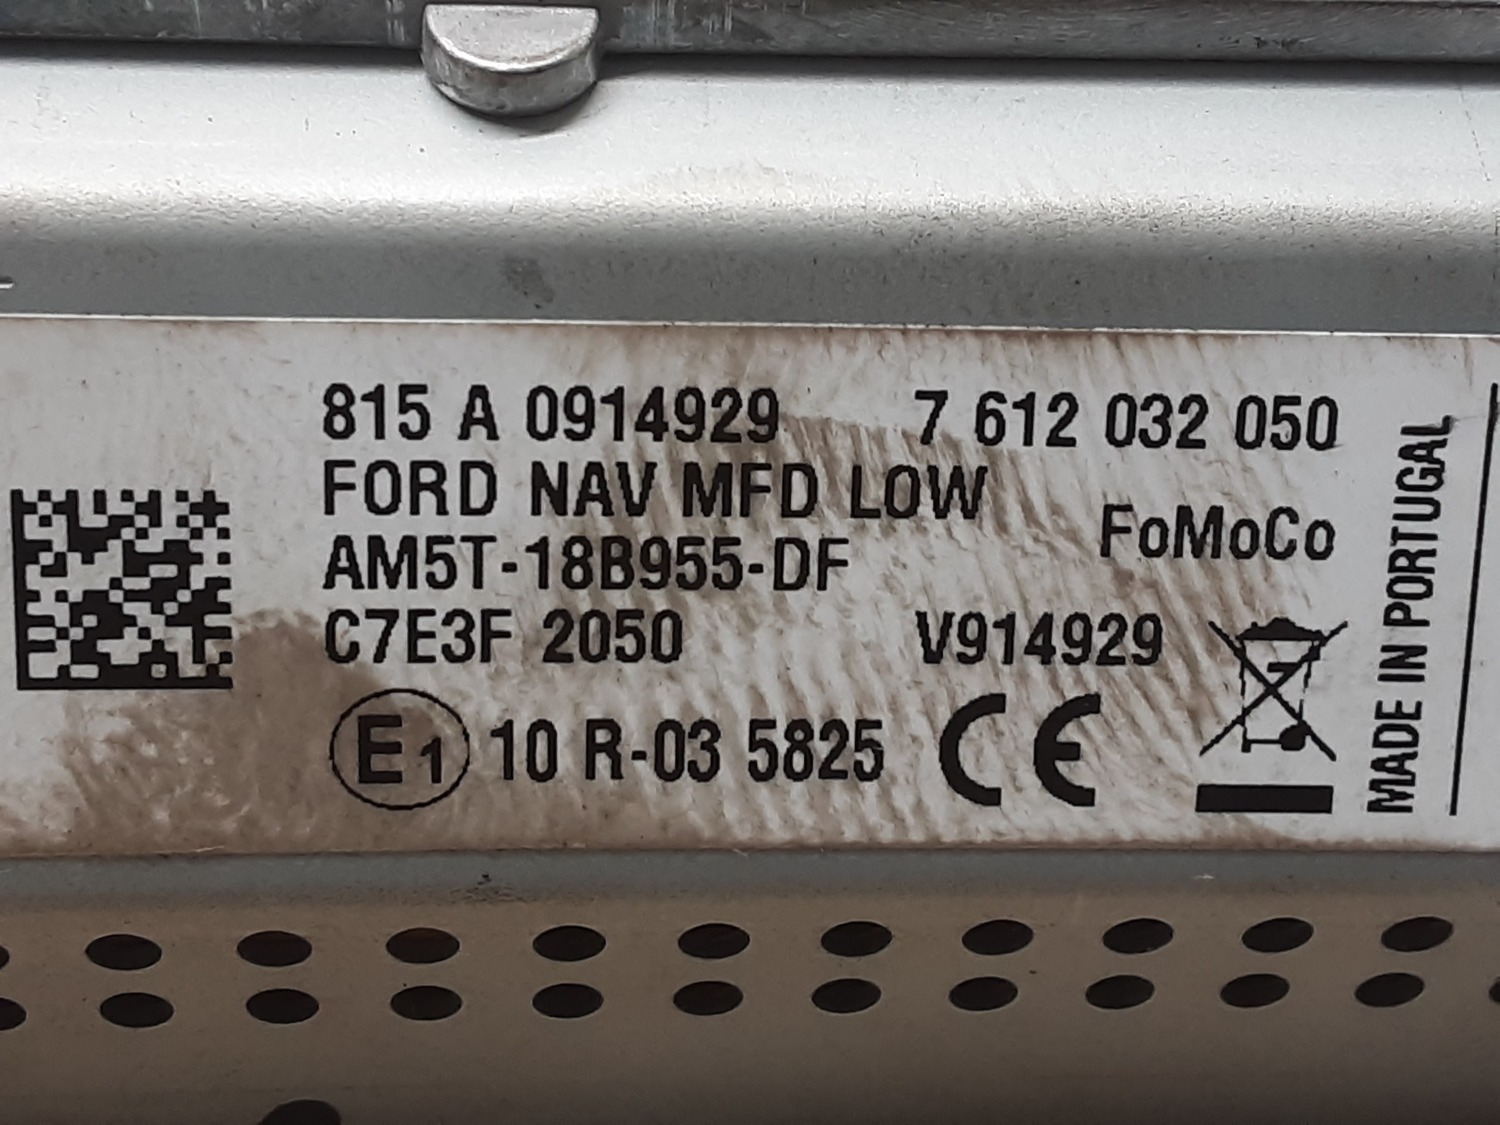 815 A 0914929 7 612 032 050
FORD NAV MFD LOW
FoMoCo
AM5T-18B955-DF
C7E3F 2050 V914929
E1 10 R-03 5825 CE
MADE IN PORTUGAL